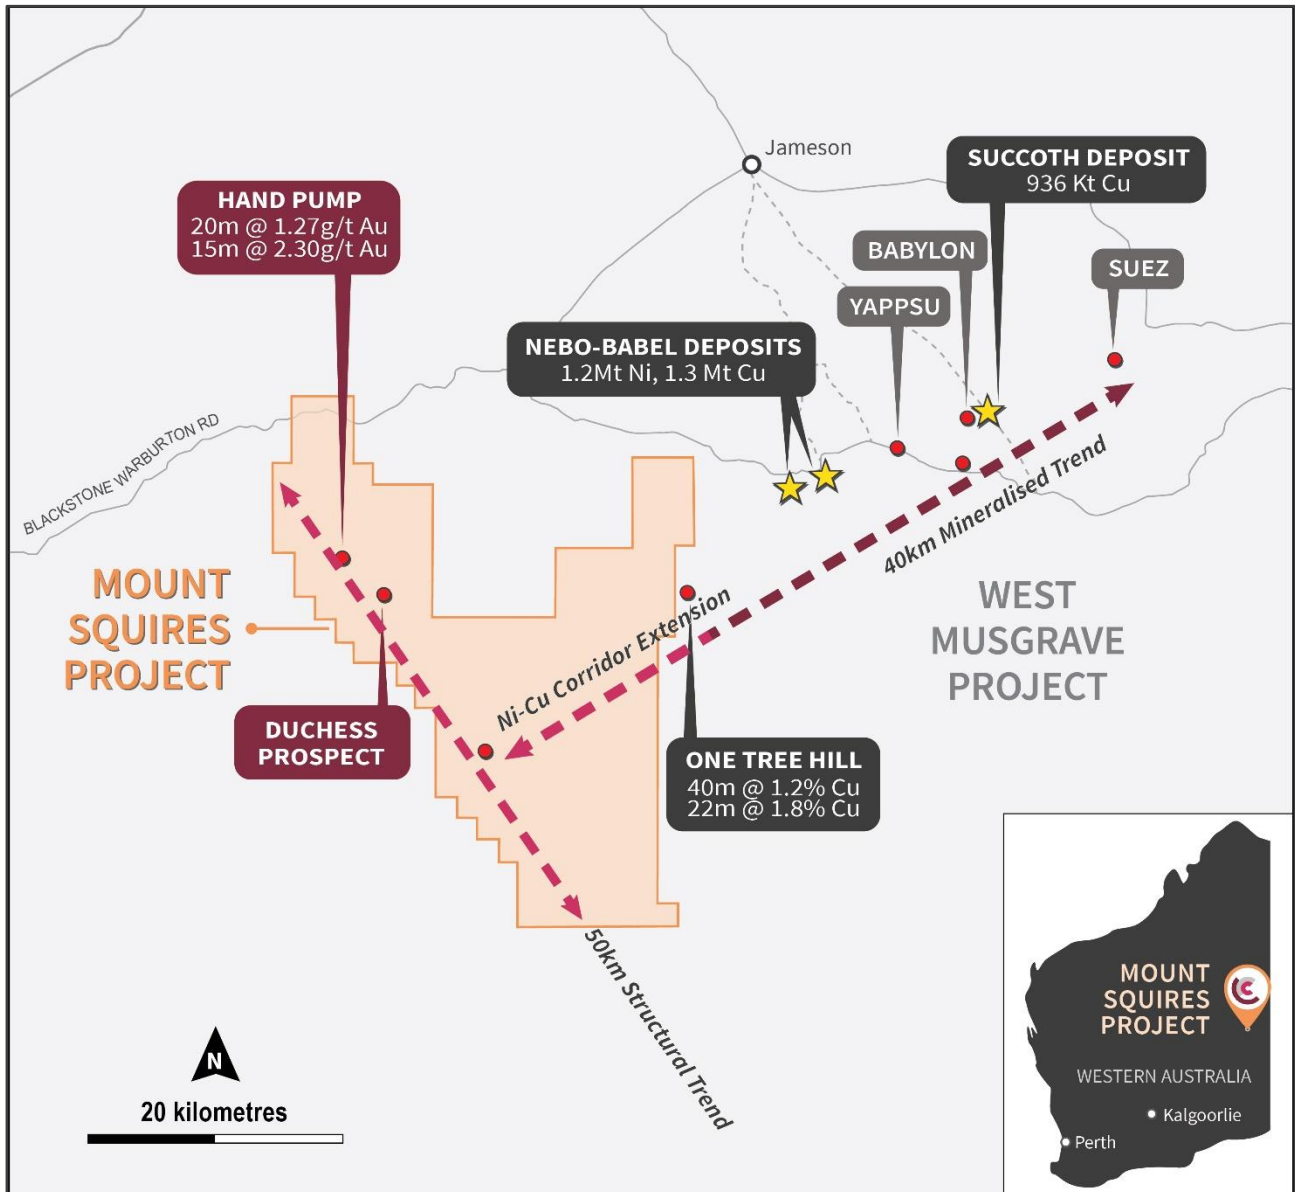 Jameson
SUCCOTH DEPOSIT
936 Kt Cu
HAND PUMP
20m @ 1.27g/t Au
15m @ 2.30g/t Au
BABYLON
SUEZ
YAPPSU
NEBO-BABEL DEPOSITS
1.2Mt Ni, 1.3 Mt Cu
BLACKSTONE WARBURTON RD
40km Mineralised Trend
MOUNT
SQUIRES
PROJECT
WEST
MUSGRAVE
PROJECT
Ni-Cu Corridor Extension
DUCHESS
PROSPECT
ONE TREE HILL
40m @ 1.2% Cu
22m @ 1.8% Cu
50km Structural Trend
N
20 kilometres
MOUNT
SQUIRES
PROJECT
WESTERN AUSTRALIA
Kalgoorlie
Perth